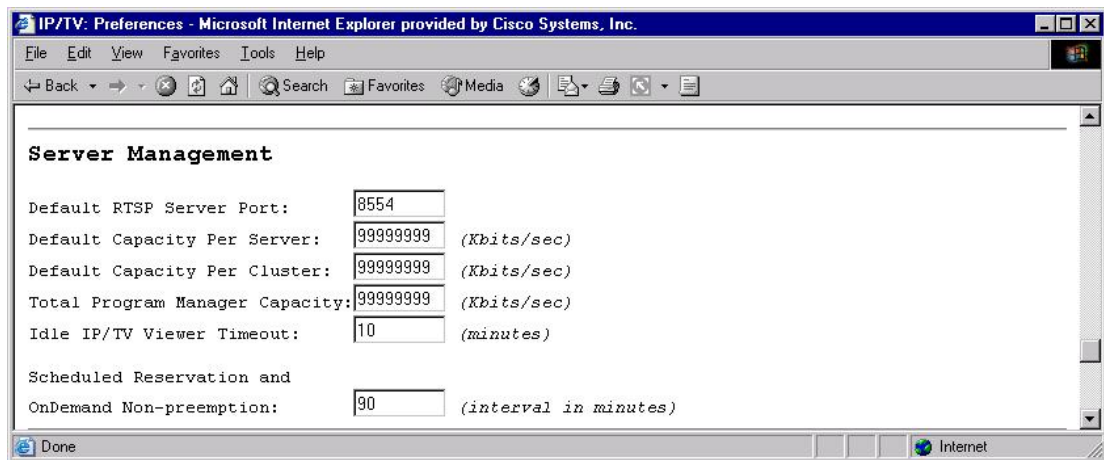 IP/TV: Preferences - Microsoft Internet Explorer provided by Cisco Systems, Inc.
File Edit View Favorites Tools Help
Back Search Favorites Media
Server Management
Default RTSP Server Port: 8554
Default Capacity Per Server: 99999999 (Kbits/sec)
Default Capacity Per Cluster: 99999999 (Kbits/sec)
Total Program Manager Capacity: 99999999 (Kbits/sec)
Idle IP/TV Viewer Timeout: 10 (minutes)
Scheduled Reservation and
OnDemand Non-preemption: 90 (interval in minutes)
Done Internet